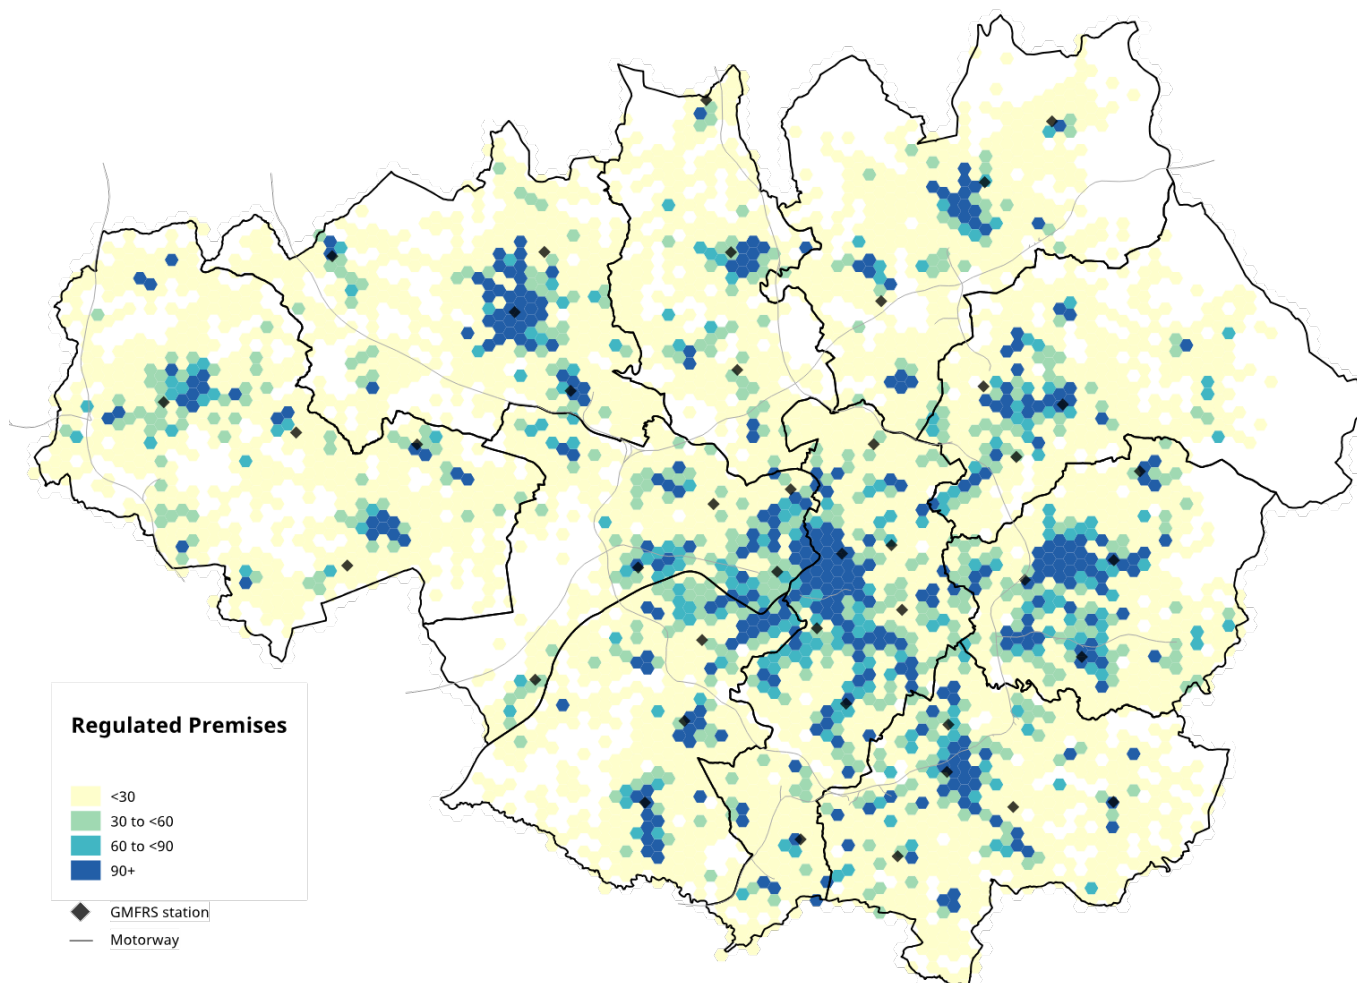 Regulated Premises
<30
30 to <60
60 to <90
90+
GMFRS station
Motorway